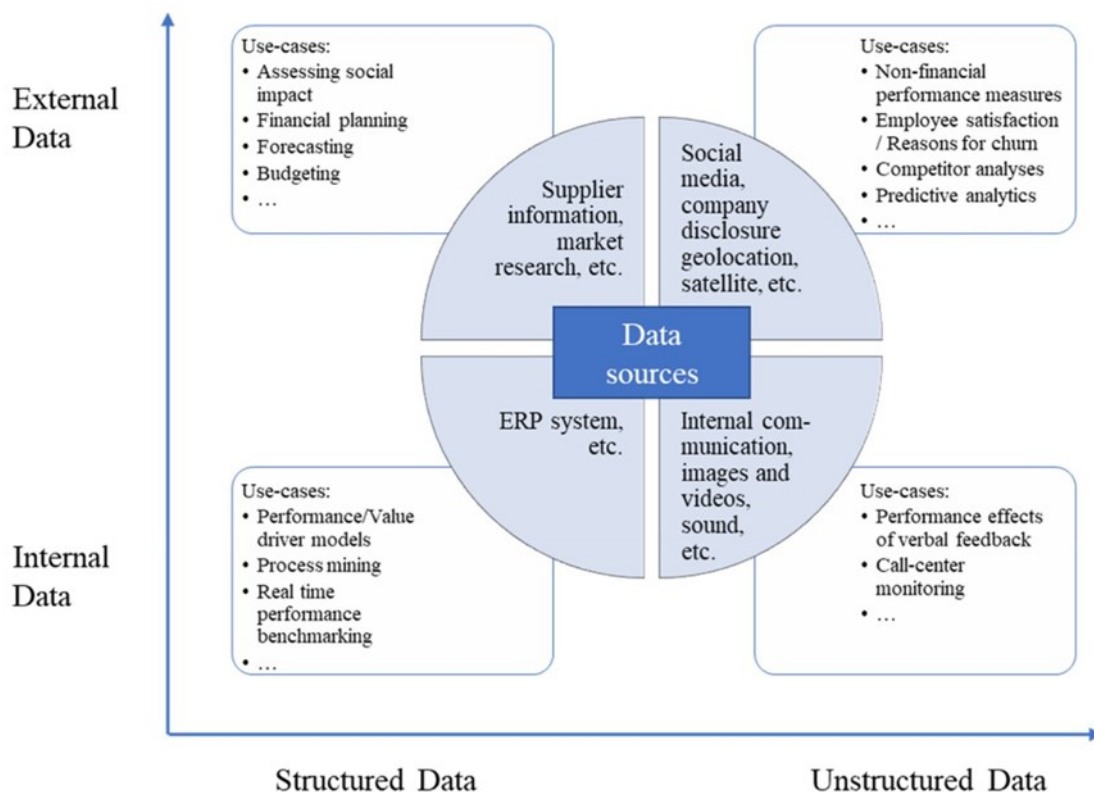 External
Data
Use-cases:
• Assessing social
impact
• Financial planning
• Forecasting
• Budgeting
• …
Use-cases:
• Non-financial
performance measures
• Employee satisfaction
/ Reasons for churn
• Competitor analyses
• Predictive analytics
• …
Supplier
information,
market
research, etc.
Social
media,
company
disclosure
geolocation,
satellite, etc.
Data
sources
ERP system,
etc.
Internal com-
munication,
images and
videos,
sound,
etc.
Internal
Data
Use-cases:
• Performance/Value
driver models
• Process mining
• Real time
performance
benchmarking
• …
Use-cases:
• Performance effects
of verbal feedback
• Call-center
monitoring
• …
Structured Data
Unstructured Data